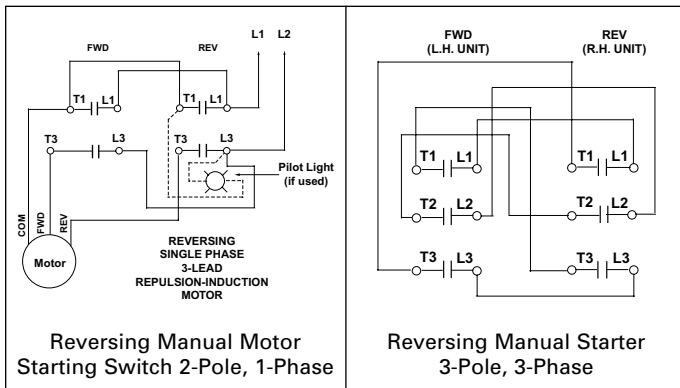 L1 L2
FWD REV
T1 L1 T1 L1
T3 L3 T3 L3
Pilot Light
(if used)
COM
FWD
REV
Motor
REVERSING
SINGLE PHASE
3-LEAD
REPULSION-INDUCTION
MOTOR
Reversing Manual Motor
Starting Switch 2-Pole, 1-Phase
FWD REV
(L.H. UNIT) (R.H. UNIT)
T1 L1 T1 L1
T2 L2 T2 L2
T3 L3 T3 L3
Reversing Manual Starter
3-Pole, 3-Phase